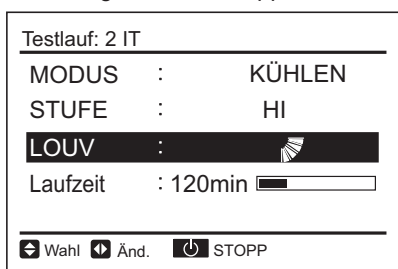 Testlauf: 2 IT
MODUS : KÜHLEN
STUFE : HI
LOUV :
Laufzeit : 120min
Wahl Änd. STOPP